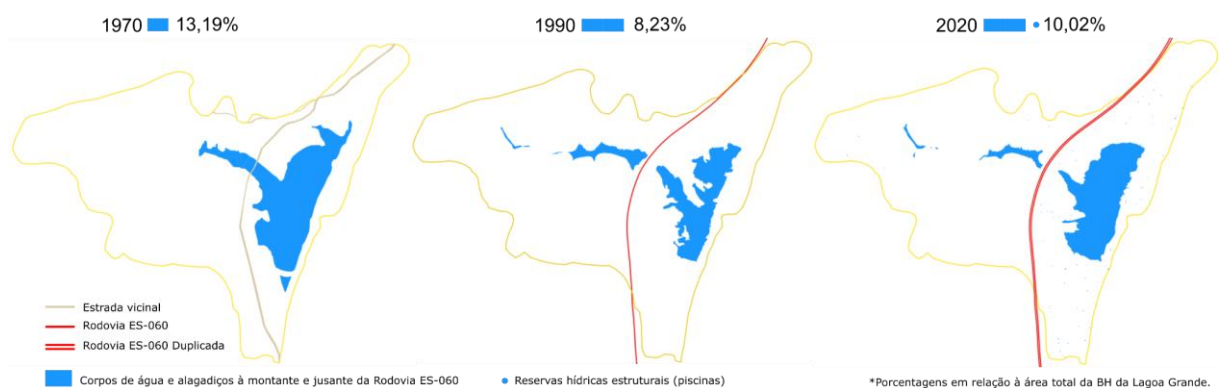 1970 13,19%
1990 8,23%
2020 10,02%
Estrada vicinal
Rodovia ES-060
Rodovia ES-060 Duplicada
Corpos de água e alagadiços à montante e jusante da Rodovia ES-060
Reservas hídricas estruturais (piscinas)
*Porcentagens em relação à área total da BH da Lagoa Grande.